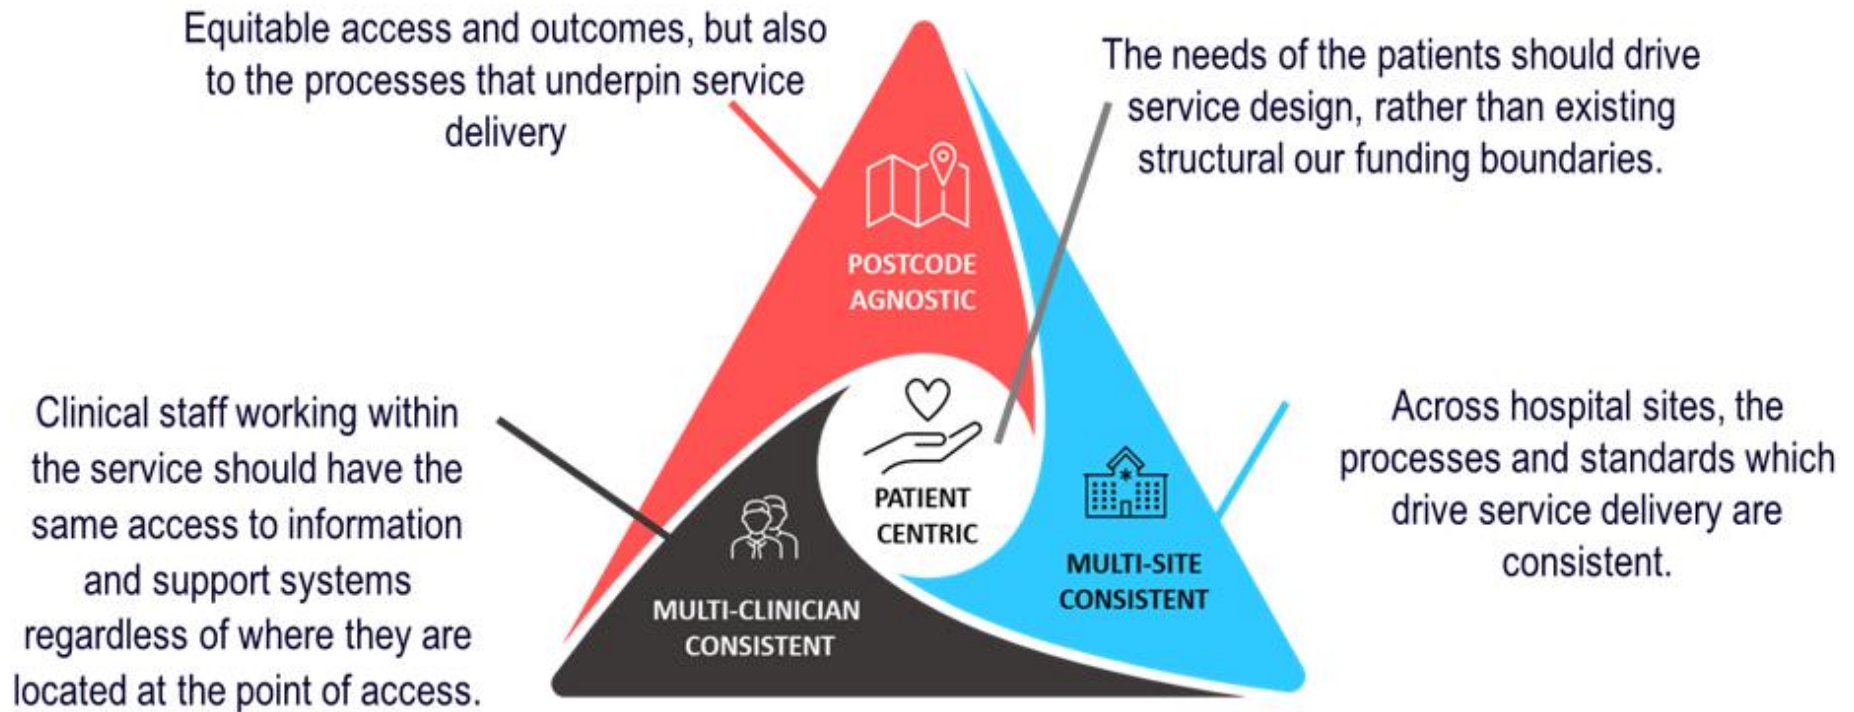 Equitable access and outcomes, but also
to the processes that underpin service
delivery
The needs of the patients should drive
service design, rather than existing
structural our funding boundaries.
POSTCODE
AGNOSTIC
Clinical staff working within
the service should have the
same access to information
and support systems
regardless of where they are
located at the point of access.
PATIENT
CENTRIC
MULTI-CLINICIAN
CONSISTENT
MULTI-SITE
CONSISTENT
Across hospital sites, the
processes and standards which
drive service delivery are
consistent.